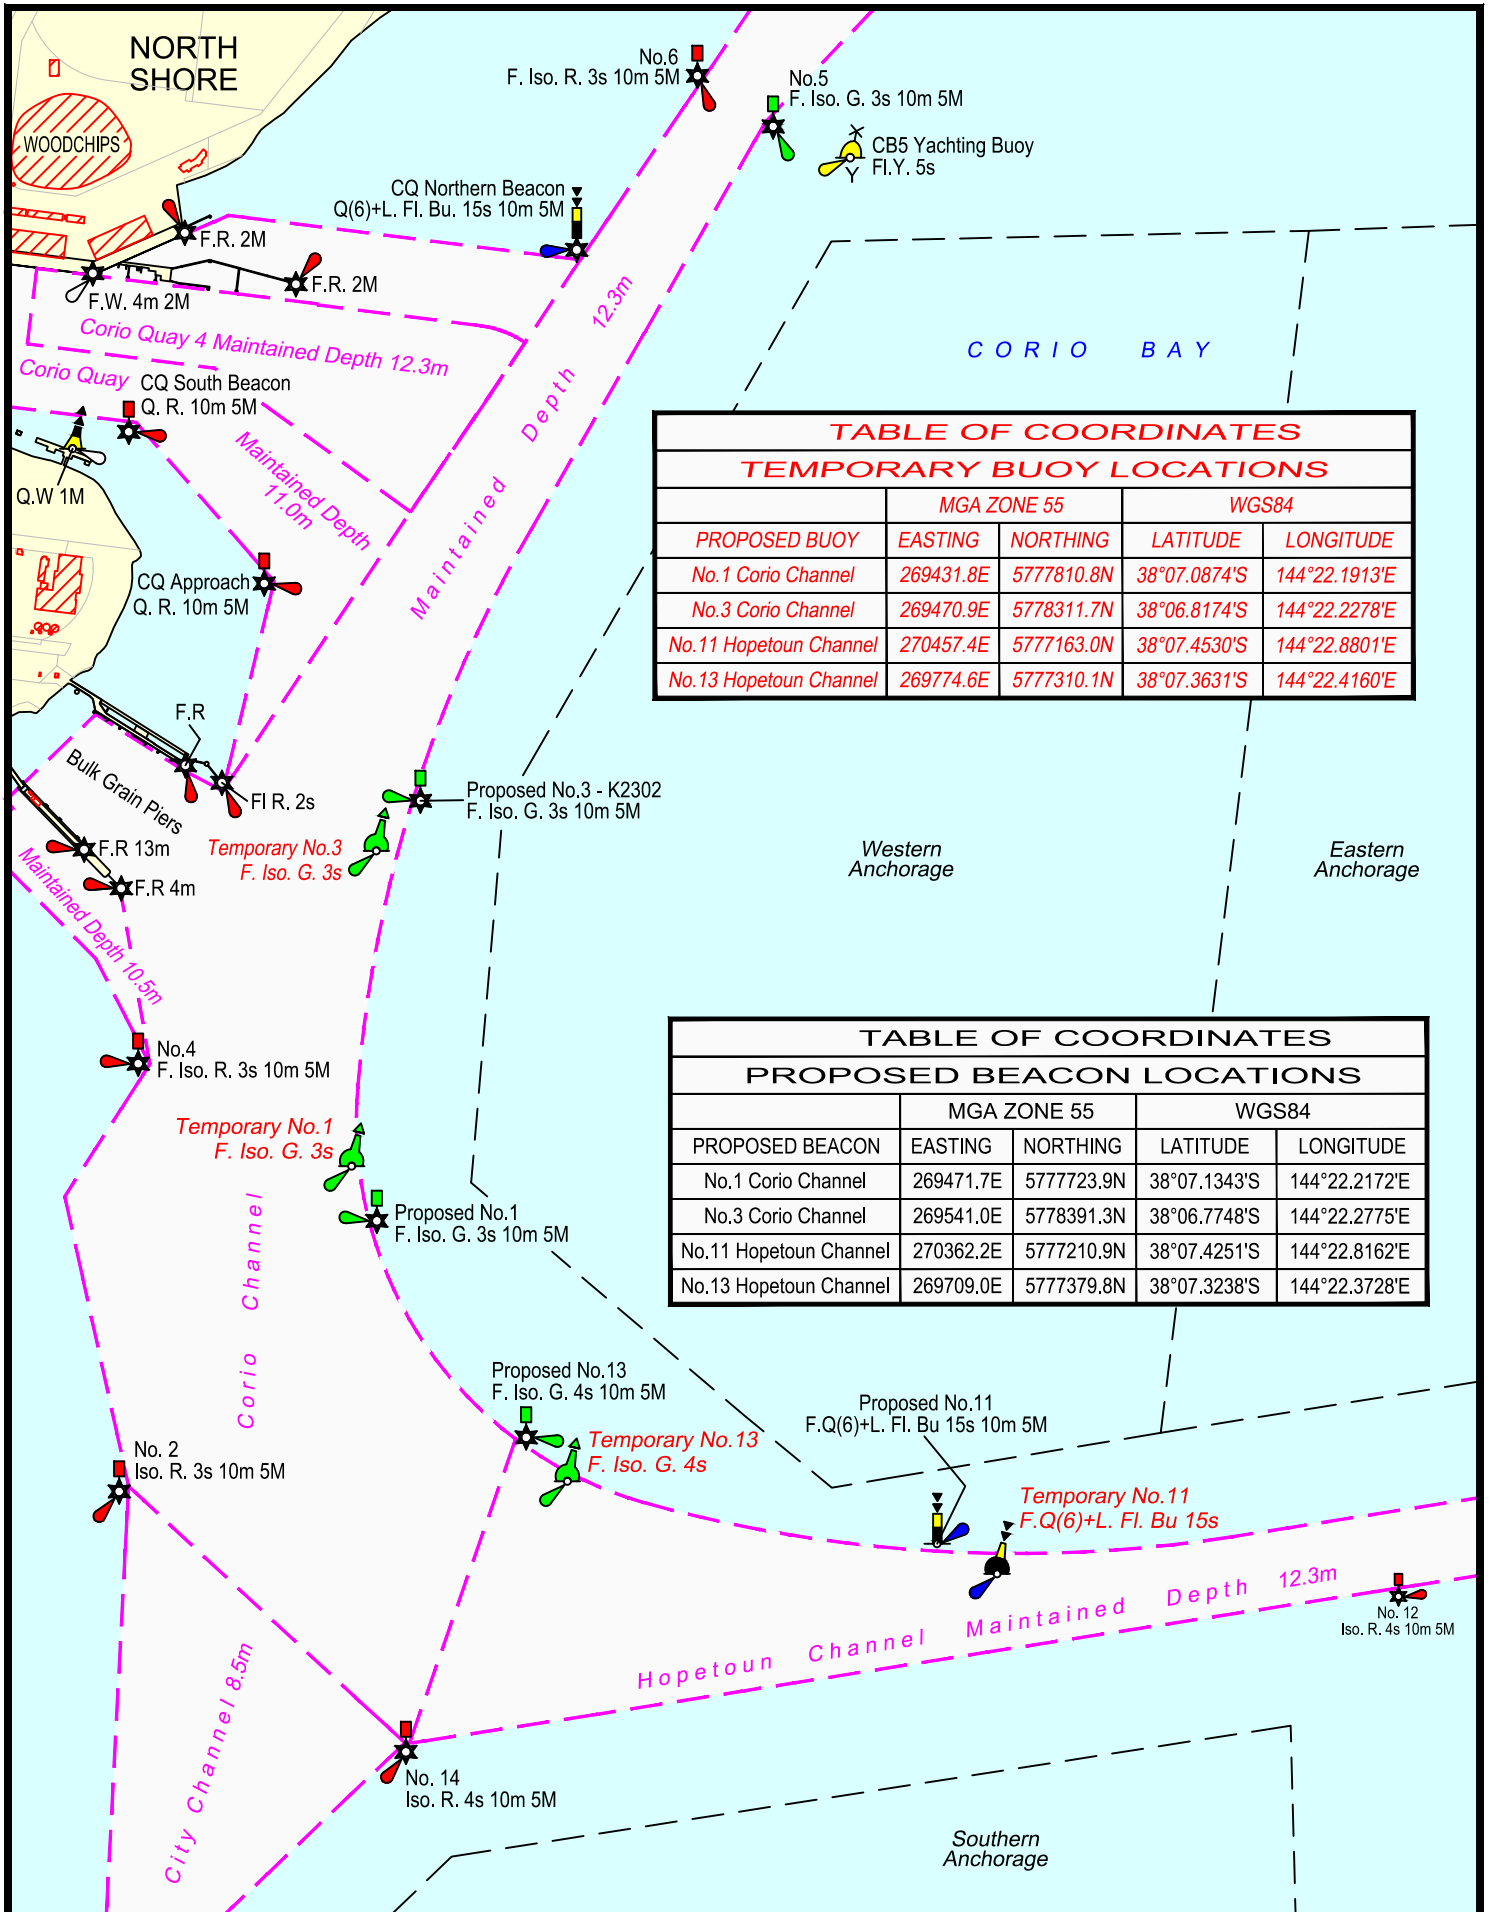 NORTH
SHORE
WOODCHIPS
No.6
F. Iso. R. 3s 10m 5M
No.5
F. Iso. G. 3s 10m 5M
CB5 Yachting Buoy
Fl.Y. 5s
Y
CQ Northern Beacon
Q(6)+L. Fl. Bu. 15s 10m 5M
F.R. 2M
F.R. 2M
F.W. 4m 2M
Corio Quay 4 Maintained Depth 12.3m
Corio Quay
CQ South Beacon
Q. R. 10m 5M
Q.W 1M
Maintained Depth
11.0m
Maintained Depth 12.3m
CORIO BAY
CQ Approach
Q. R. 10m 5M
TABLE OF COORDINATES
TEMPORARY BUOY LOCATIONS
MGA ZONE 55 WGS84
PROPOSED BUOY EASTING NORTHING LATITUDE LONGITUDE
No.1 Corio Channel 269431.8E 5777810.8N 38°07.0874'S 144°22.1913'E
No.3 Corio Channel 269470.9E 5778311.7N 38°06.8174'S 144°22.2278'E
No.11 Hopetoun Channel 270457.4E 5777163.0N 38°07.4530'S 144°22.8801'E
No.13 Hopetoun Channel 269774.6E 5777310.1N 38°07.3631'S 144°22.4160'E
F.R
Bulk Grain Piers
Fl R. 2s
Proposed No.3 - K2302
F. Iso. G. 3s 10m 5M
Temporary No.3
F. Iso. G. 3s
F.R 13m
F.R 4m
Maintained Depth 10.5m
Western
Anchorage
Eastern
Anchorage
No.4
F. Iso. R. 3s 10m 5M
Temporary No.1
F. Iso. G. 3s
Proposed No.1
F. Iso. G. 3s 10m 5M
TABLE OF COORDINATES
PROPOSED BEACON LOCATIONS
MGA ZONE 55 WGS84
PROPOSED BEACON EASTING NORTHING LATITUDE LONGITUDE
No.1 Corio Channel 269471.7E 5777723.9N 38°07.1343'S 144°22.2172'E
No.3 Corio Channel 269541.0E 5778391.3N 38°06.7748'S 144°22.2775'E
No.11 Hopetoun Channel 270362.2E 5777210.9N 38°07.4251'S 144°22.8162'E
No.13 Hopetoun Channel 269709.0E 5777379.8N 38°07.3238'S 144°22.3728'E
Corio Channel
Proposed No.13
F. Iso. G. 4s 10m 5M
Temporary No.13
F. Iso. G. 4s
Proposed No.11
F.Q(6)+L. Fl. Bu 15s 10m 5M
No. 2
Iso. R. 3s 10m 5M
Temporary No.11
F.Q(6)+L. Fl. Bu 15s
Hopetoun Channel Maintained Depth 12.3m
No. 12
Iso. R. 4s 10m 5M
City Channel 8.5m
No. 14
Iso. R. 4s 10m 5M
Southern
Anchorage